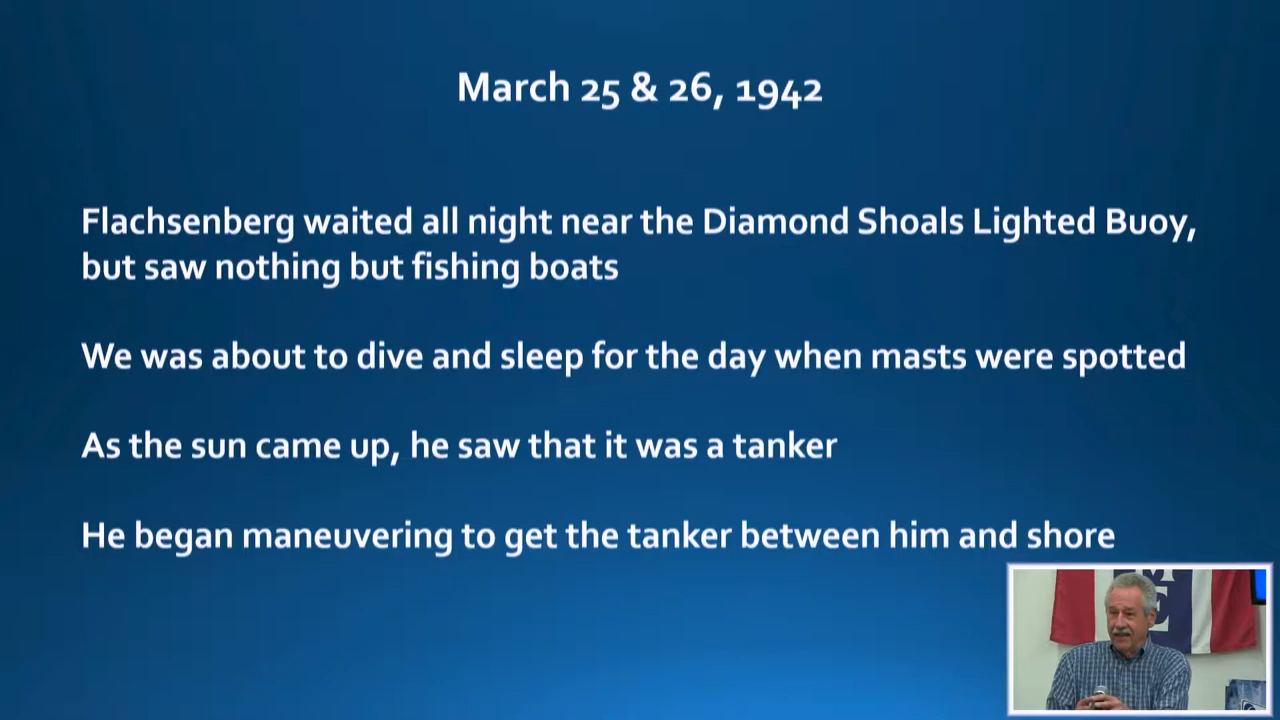 March 25 & 26, 1942
Flachsenberg waited all night near the Diamond Shoals Lighted Buoy,
but saw nothing but fishing boats
We was about to dive and sleep for the day when masts were spotted
As the sun came up, he saw that it was a tanker
He began maneuvering to get the tanker between him and shore